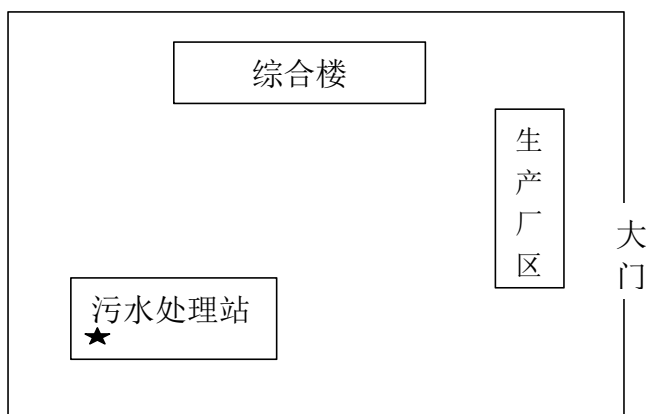 综合楼
生产厂区
大门
污水处理站